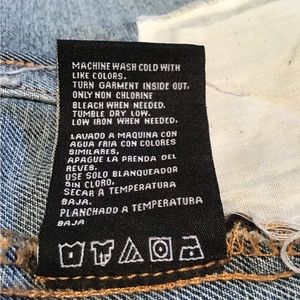 MACHINE WASH COLD WITH
LIKE COLORS.
TURN GARMENT INSIDE OUT.
ONLY NON CHLORINE
BLEACH WHEN NEEDED.
TUMBLE DRY LOW.
LOW IRON WHEN NEEDED.
LAVADO A MAQUINA CON
AGUA FRIA CON COLORES
SIMILARES.
APAGUE LA PRENDA DEL
REVES.
USE SOLO BLANQUEADOR
SIN CLORO.
SECAR A TEMPERATURA
BAJA.
PLANCHADO A TEMPERATURA
BAJA